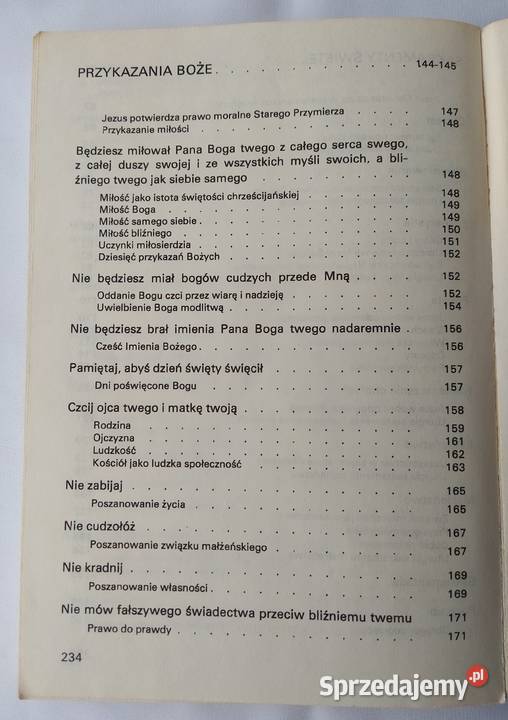 PRZYKAZANIA BOŻE . . . . . . . . . . . . 144-145
Jezus potwierdza prawo moralne Starego Przymierza . . . . 147
Przykazanie miłości . . . . . . . . . . . . 148
Będziesz miłował Pana Boga twego z całego serca swego,
z całej duszy swojej i ze wszystkich myśli swoich, a bli-
źniego twego jak siebie samego . . . . . . . . 148
Miłość jako istota świętości chrześcijańskiej . . . . . . 148
Miłość Boga . . . . . . . . . . . . . 149
Miłość samego siebie . . . . . . . . . . . . 149
Miłość bliźniego . . . . . . . . . . . . 150
Uczynki miłosierdzia . . . . . . . . . . . 151
Dziesięć przykazań Bożych . . . . . . . . . . 152
Nie będziesz miał bogów cudzych przede Mną . . . . 152
Oddanie Bogu czci przez wiarę i nadzieję . . . . . . . 152
Uwielbienie Boga modlitwą . . . . . . . . . . 154
Nie będziesz brał imienia Pana Boga twego nadaremnie . 156
Cześć Imienia Bożego . . . . . . . . . . . . 156
Pamiętaj, abyś dzień święty święcił . . . . . . . 157
Dni poświęcone Bogu . . . . . . . . . . . 157
Czcij ojca twego i matkę twoją . . . . . . . . . 158
Rodzina . . . . . . . . . . . . . . 159
Ojczyzna . . . . . . . . . . . . . . 161
Ludzkość . . . . . . . . . . . . . . 162
Kościół jako ludzka społeczność . . . . . . . . . 163
Nie zabijaj . . . . . . . . . . . . . . 165
Poszanowanie życia . . . . . . . . . . . . 165
Nie cudzołóż . . . . . . . . . . . . . 167
Poszanowanie związku małżeńskiego . . . . . . . . 167
Nie kradnij . . . . . . . . . . . . . . 169
Poszanowanie własności . . . . . . . . . . . 169
Nie mów fałszywego świadectwa przeciw bliźniemu twemu 171
Prawo do prawdy . . . . . . . . . . . . 171
234
Sprzedajemy.pl